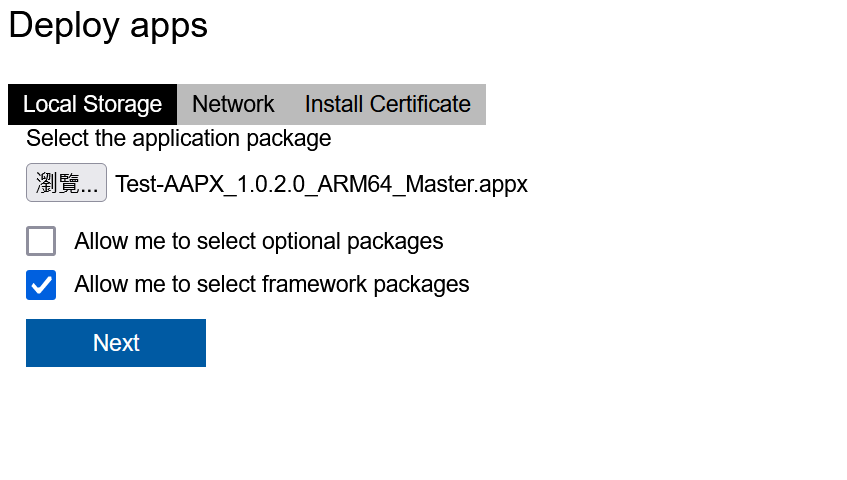 Deploy apps
Local Storage Network Install Certificate
Select the application package
瀏覽... Test-AAPX_1.0.2.0_ARM64_Master.appx
Allow me to select optional packages
Allow me to select framework packages
Next